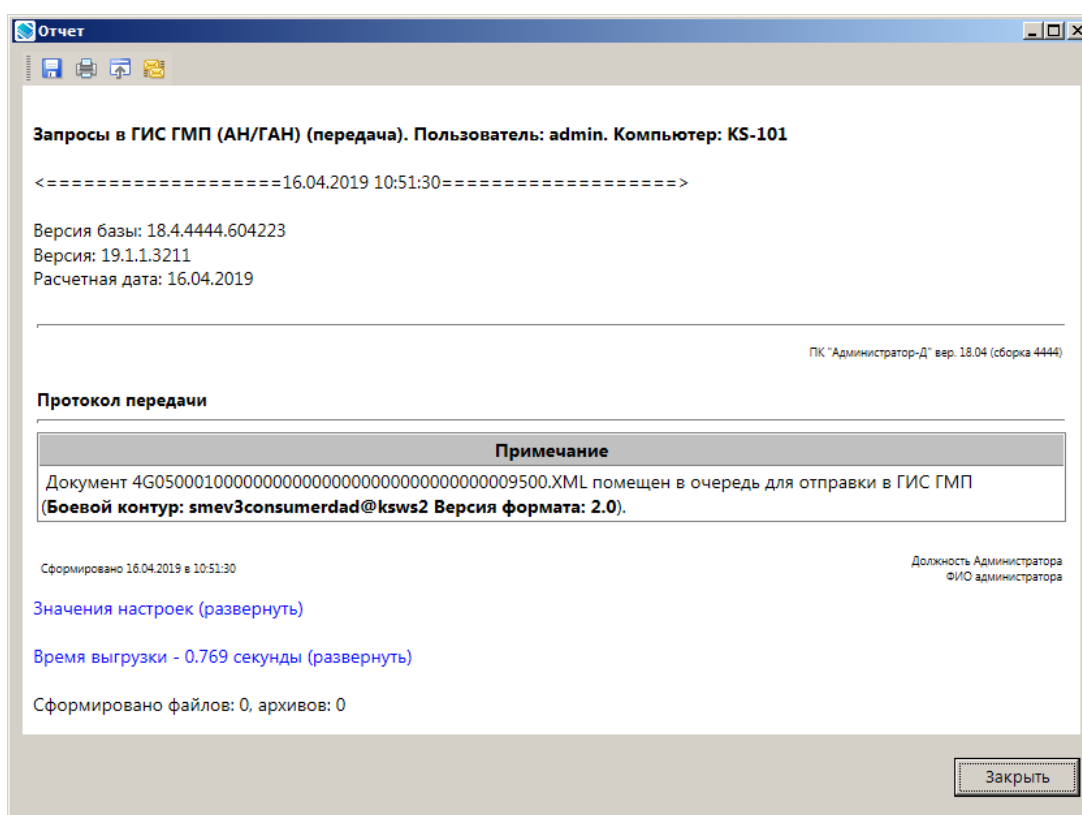 Отчет
Запросы в ГИС ГМП (АН/ГАН) (передача). Пользователь: admin. Компьютер: KS-101
<===================16.04.2019 10:51:30===================>
Версия базы: 18.4.4444.604223
Версия: 19.1.1.3211
Расчетная дата: 16.04.2019
ПК "Администратор-Д" вер. 18.04 (сборка 4444)
Протокол передачи
Примечание
Документ 4G05000100000000000000000000000000000009500.XML помещен в очередь для отправки в ГИС ГМП
(Боевой контур: smev3consumerdad@ksws2 Версия формата: 2.0).
Сформировано 16.04.2019 в 10:51:30
Должность Администратора
ФИО администратора
Значения настроек (развернуть)
Время выгрузки - 0.769 секунды (развернуть)
Сформировано файлов: 0, архивов: 0
Закрыть